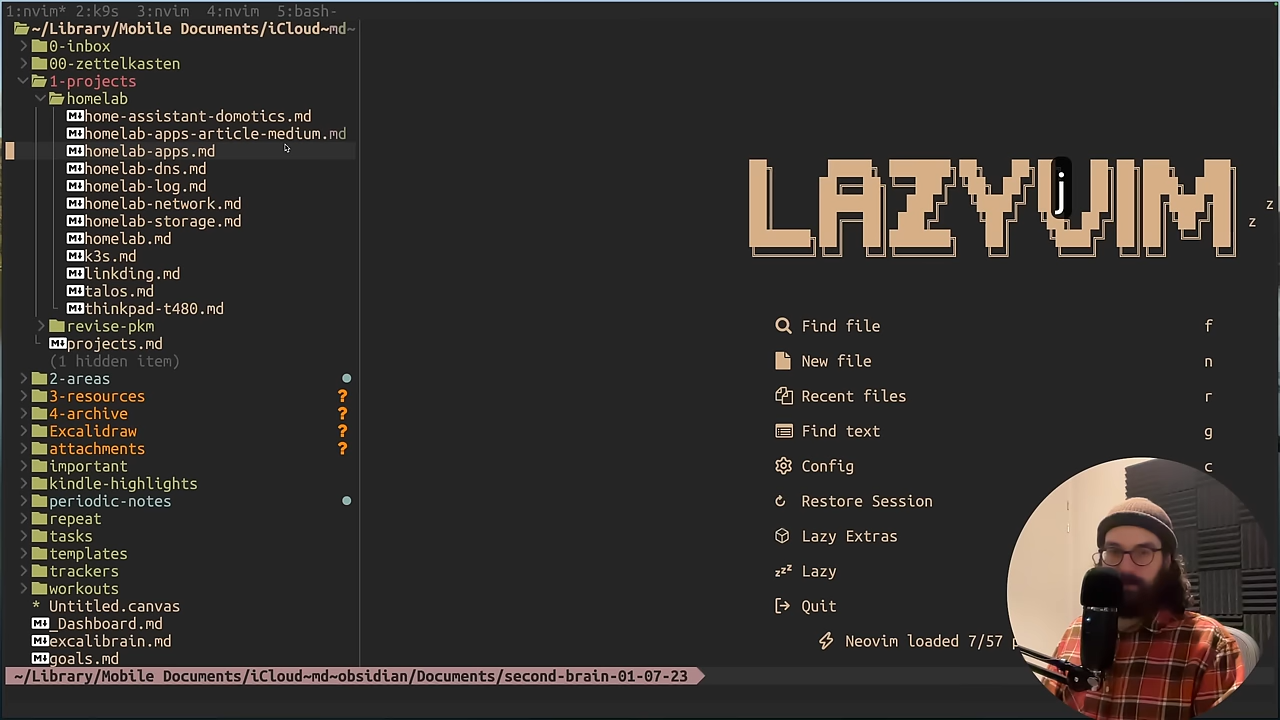 1:nvim* 2:k9s 3:nvim 4:nvim 5:bash-
~/Library/Mobile Documents/iCloud~md~
0-inbox
00-zettelkasten
1-projects
homelab
home-assistant-domotics.md
homelab-apps-article-medium.md
homelab-apps.md
homelab-dns.md
homelab-log.md
homelab-network.md
homelab-storage.md
homelab.md
k3s.md
linkding.md
talos.md
thinkpad-t480.md
revise-pkm
projects.md
(1 hidden item)
2-areas
3-resources ?
4-archive ?
Excalidraw ?
attachments ?
important
kindle-highlights
periodic-notes
repeat
tasks
templates
trackers
workouts
* Untitled.canvas
_Dashboard.md
excalibrain.md
goals.md
~/Library/Mobile Documents/iCloud~md~obsidian/Documents/second-brain-01-07-23
LAZYVIM
z
z
j
Find file f
New file n
Recent files r
Find text g
Config c
Restore Session
Lazy Extras
zzz Lazy
Quit
Neovim loaded 7/57 p